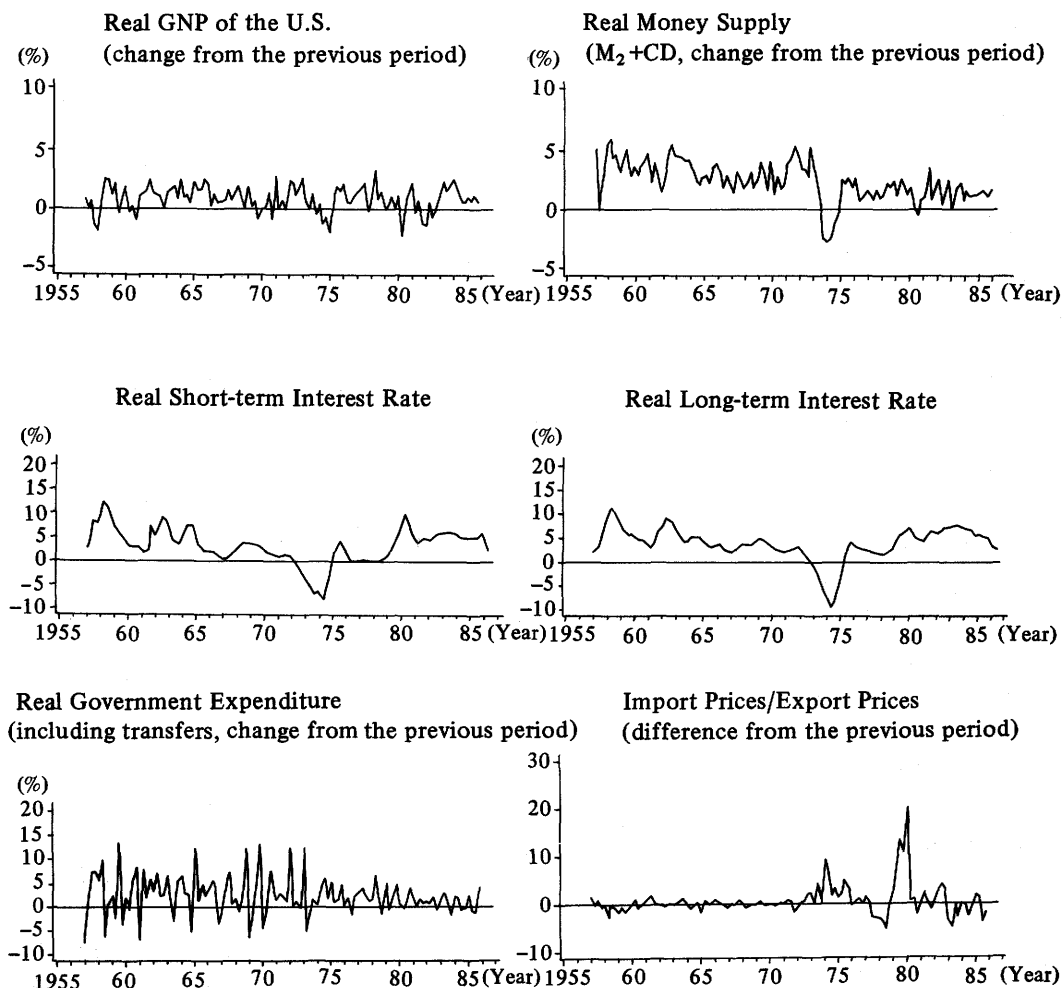 Real GNP of the U.S.
(change from the previous period)
(%)
10
5
0
−5
1955 60 65 70 75 80 85 (Year)
Real Money Supply
(M₂+CD, change from the previous period)
(%)
10
5
0
−5
1955 60 65 70 75 80 85 (Year)
Real Short-term Interest Rate
(%)
20
15
10
5
0
−5
−10
1955 60 65 70 75 80 85 (Year)
Real Long-term Interest Rate
(%)
20
15
10
5
0
−5
−10
1955 60 65 70 75 80 85 (Year)
Real Government Expenditure
(including transfers, change from the previous period)
(%)
20
15
10
5
0
−5
−10
1955 60 65 70 75 80 85 (Year)
Import Prices/Export Prices
(difference from the previous period)
30
20
10
0
−10
1955 60 65 70 75 80 85 (Year)